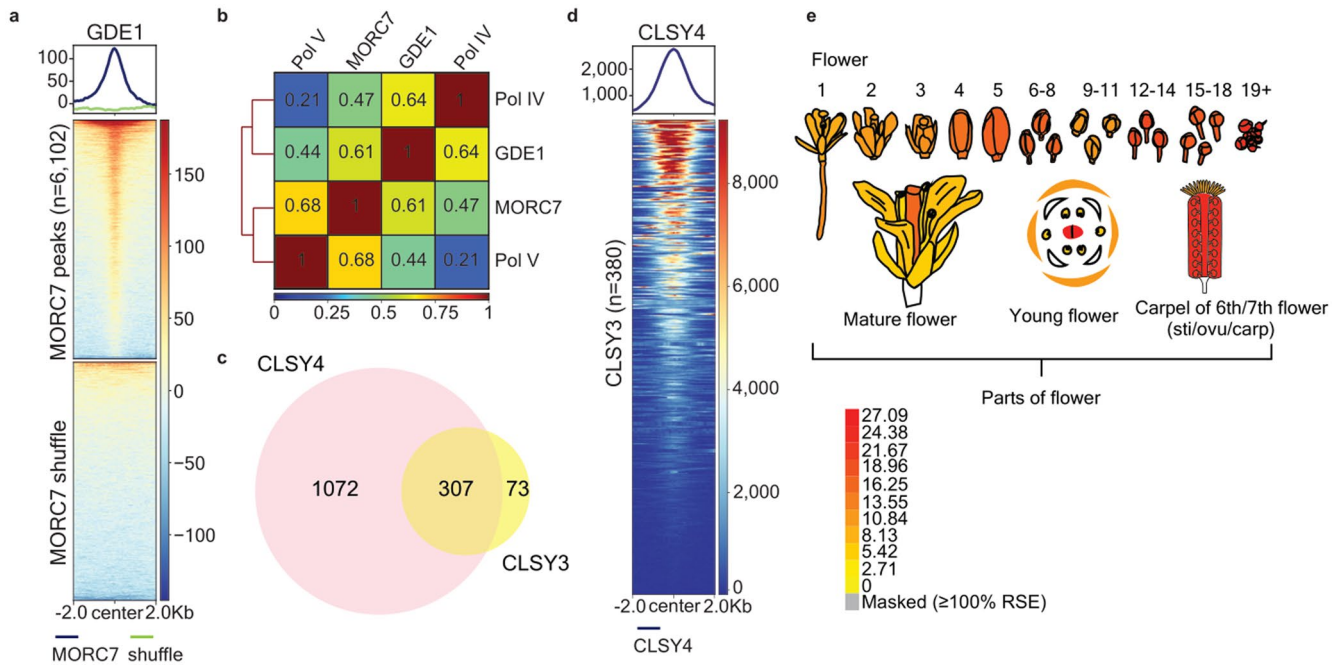 a
GDE1
100
50
0
MORC7 peaks (n=6,102)
150
100
50
0
−50
−100
MORC7 shuffle
-2.0 center 2.0Kb
MORC7 shuffle
b
Pol V MORC7 GDE1 Pol IV
0.21 0.47 0.64 1 Pol IV
0.44 0.61 1 0.64 GDE1
0.68 1 0.61 0.47 MORC7
1 0.68 0.44 0.21 Pol V
0 0.25 0.5 0.75 1
c
CLSY4
1072 307 73
CLSY3
d
CLSY4
2,000
1,000
CLSY3 (n=380)
8,000
6,000
4,000
2,000
0
-2.0 center 2.0Kb
CLSY4
e
Flower
1 2 3 4 5 6-8 9-11 12-14 15-18 19+
Mature flower
Young flower
Carpel of 6th/7th flower
(sti/ovu/carp)
Parts of flower
27.09
24.38
21.67
18.96
16.25
13.55
10.84
8.13
5.42
2.71
0
Masked (≥100% RSE)